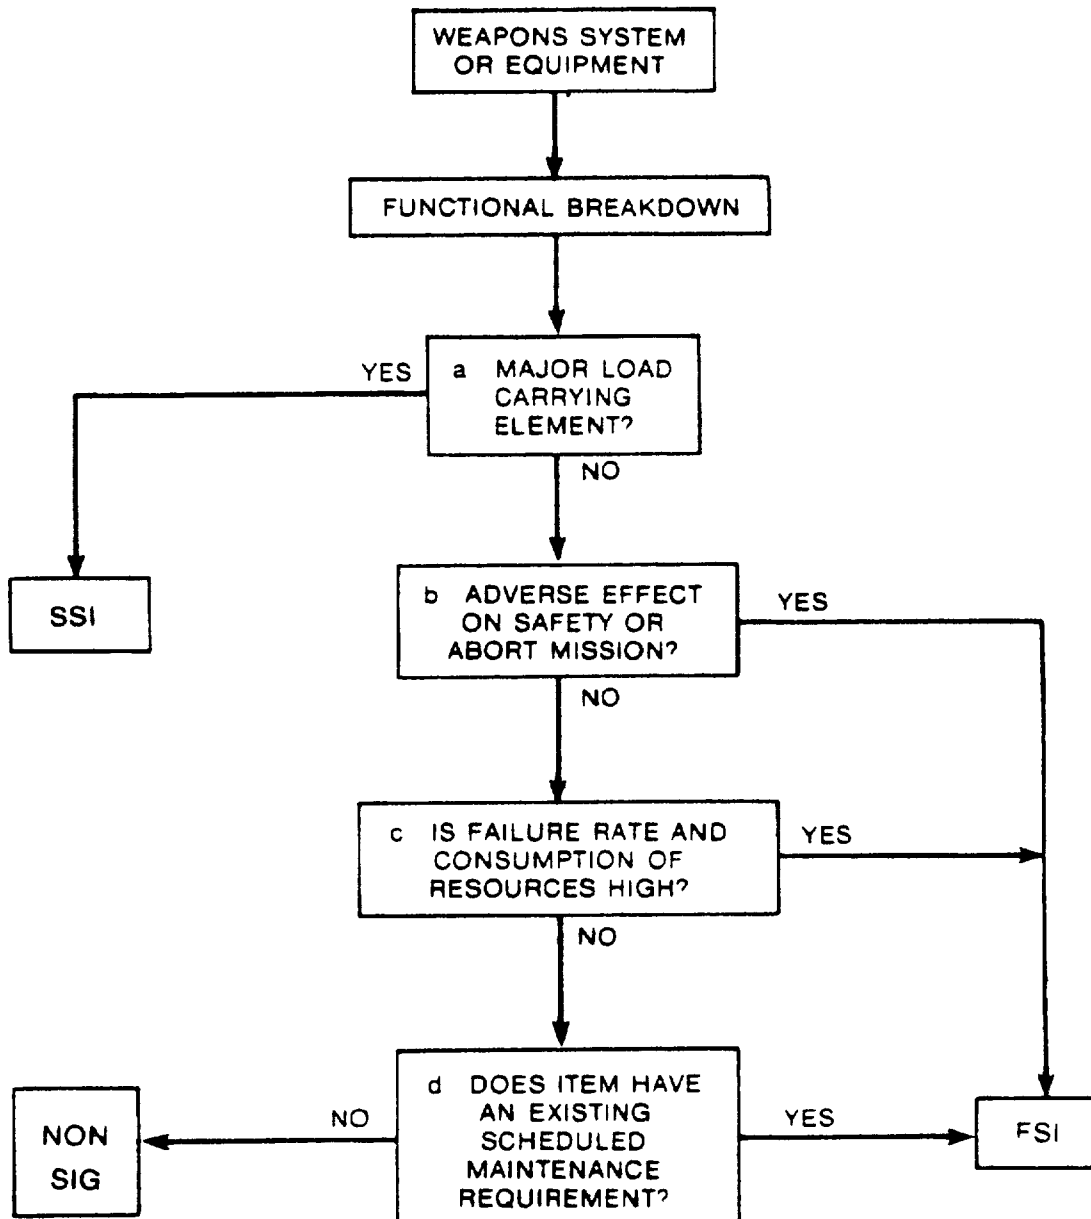 WEAPONS SYSTEM
OR EQUIPMENT
FUNCTIONAL BREAKDOWN
YES
a MAJOR LOAD
CARRYING
ELEMENT?
NO
SSI
b ADVERSE EFFECT
ON SAFETY OR
ABORT MISSION?
YES
NO
c IS FAILURE RATE AND
CONSUMPTION OF
RESOURCES HIGH?
YES
NO
NON
SIG
NO
d DOES ITEM HAVE
AN EXISTING
SCHEDULED
MAINTENANCE
REQUIREMENT?
YES
FSI